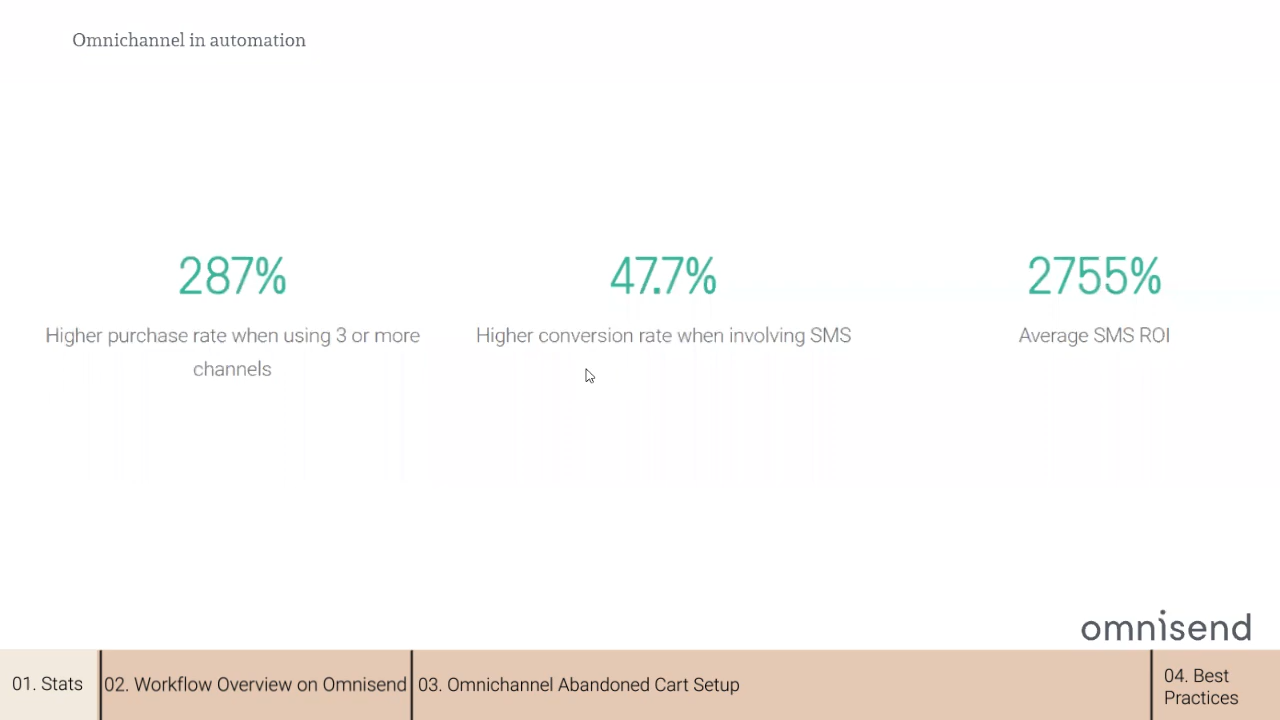 Omnichannel in automation
287%
Higher purchase rate when using 3 or more
channels
47.7%
Higher conversion rate when involving SMS
2755%
Average SMS ROI
omnisend
01. Stats
02. Workflow Overview on Omnisend
03. Omnichannel Abandoned Cart Setup
04. Best
Practices